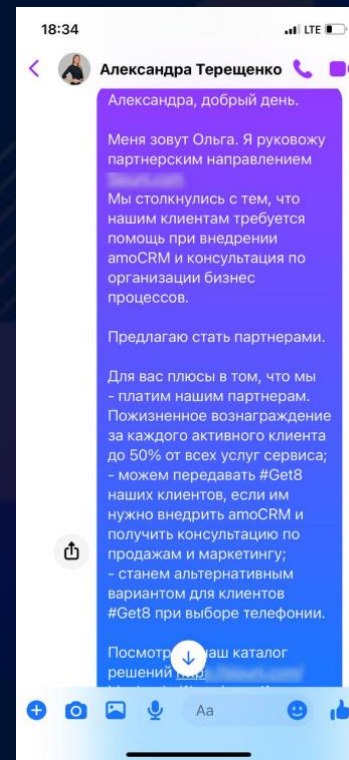 18:34
LTE
Александра Терещенко
Александра, добрый день.
Меня зовут Ольга. Я руковожу
партнерским направлением
Мы столкнулись с тем, что
нашим клиентам требуется
помощь при внедрении
amoCRM и консультация по
организации бизнес
процессов.
Предлагаю стать партнерами.
Для вас плюсы в том, что мы
- платим нашим партнерам.
Пожизненное вознаграждение
за каждого активного клиента
до 50% от всех услуг сервиса;
- можем передавать #Get8
наших клиентов, если им
нужно внедрить amoCRM и
получить консультацию по
продажам и маркетингу;
- станем альтернативным
вариантом для клиентов
#Get8 при выборе телефонии.
наш каталог
решений
Aa